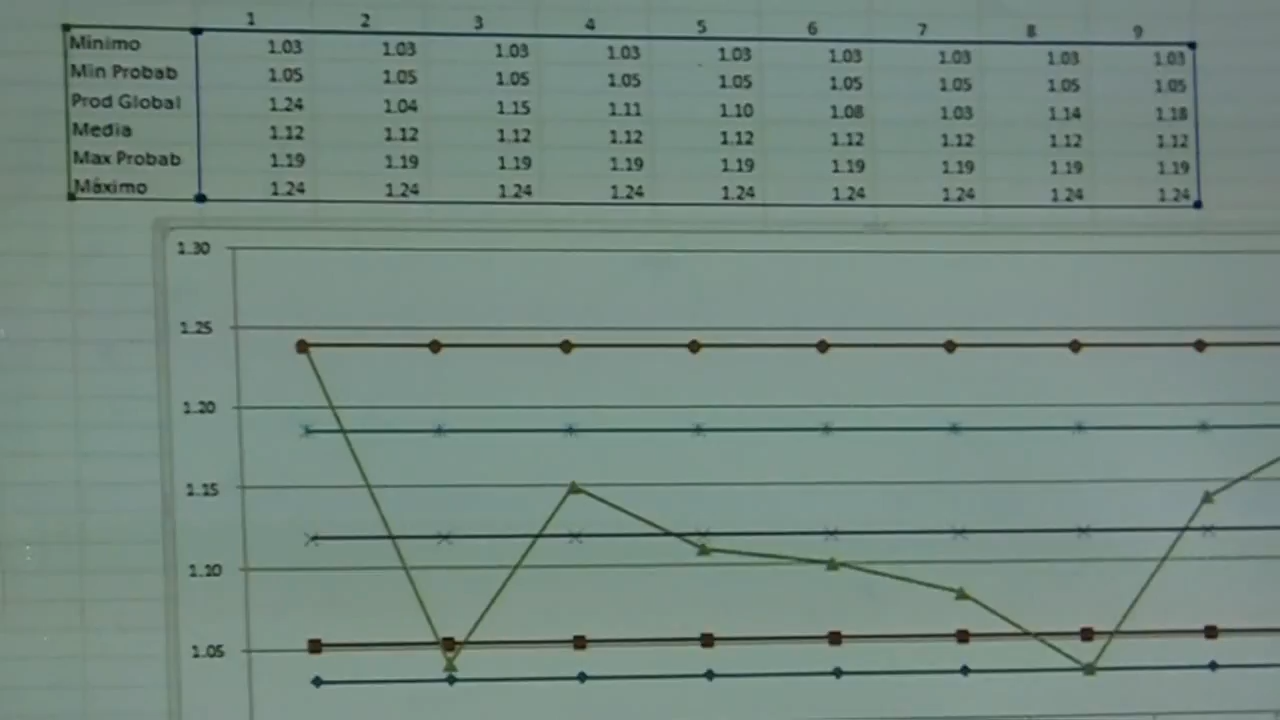 1 2 3 4 5 6 7 8 9
Minimo 1.03 1.03 1.03 1.03 1.03 1.03 1.03 1.03 1.03
Min Probab 1.05 1.05 1.05 1.05 1.05 1.05 1.05 1.05 1.05
Prod Global 1.24 1.04 1.15 1.11 1.10 1.08 1.03 1.14 1.18
Media 1.12 1.12 1.12 1.12 1.12 1.12 1.12 1.12 1.12
Max Probab 1.19 1.19 1.19 1.19 1.19 1.19 1.19 1.19 1.19
Máximo 1.24 1.24 1.24 1.24 1.24 1.24 1.24 1.24 1.24
1.30
1.25
1.20
1.15
1.10
1.05